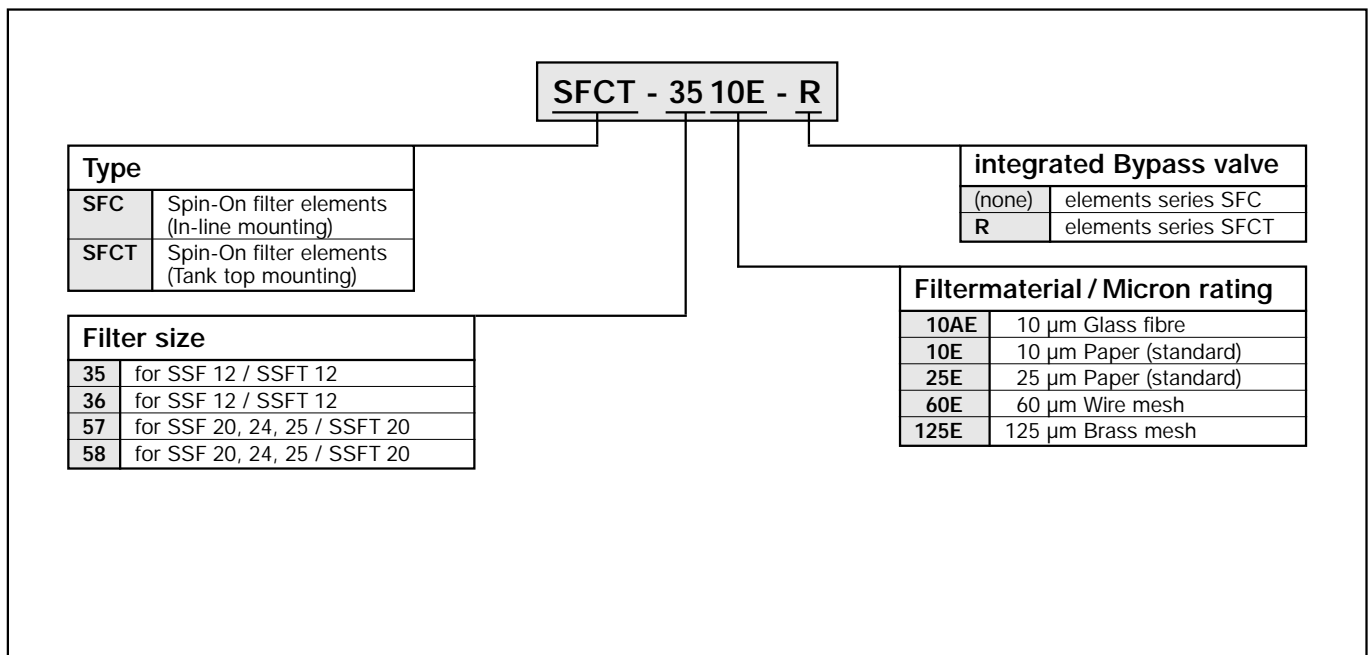 SFCT - 35 10E - R
Type
SFC Spin-On filter elements
(In-line mounting)
SFCT Spin-On filter elements
(Tank top mounting)
Filter size
35 for SSF 12 / SSFT 12
36 for SSF 12 / SSFT 12
57 for SSF 20, 24, 25 / SSFT 20
58 for SSF 20, 24, 25 / SSFT 20
integrated Bypass valve
(none) elements series SFC
R elements series SFCT
Filtermaterial / Micron rating
10AE 10 µm Glass fibre
10E 10 µm Paper (standard)
25E 25 µm Paper (standard)
60E 60 µm Wire mesh
125E 125 µm Brass mesh